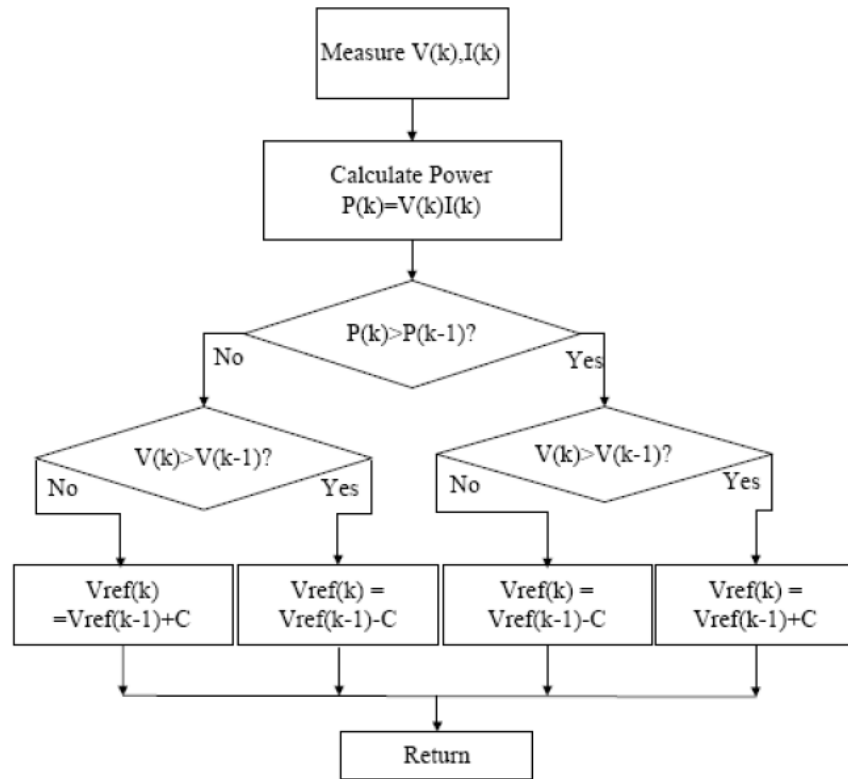 Measure V(k),I(k)
Calculate Power
P(k)=V(k)I(k)
P(k)>P(k-1)?
No
Yes
V(k)>V(k-1)?
No
Yes
V(k)>V(k-1)?
No
Yes
Vref(k)
=Vref(k-1)+C
Vref(k) =
Vref(k-1)-C
Vref(k) =
Vref(k-1)-C
Vref(k) =
Vref(k-1)+C
Return